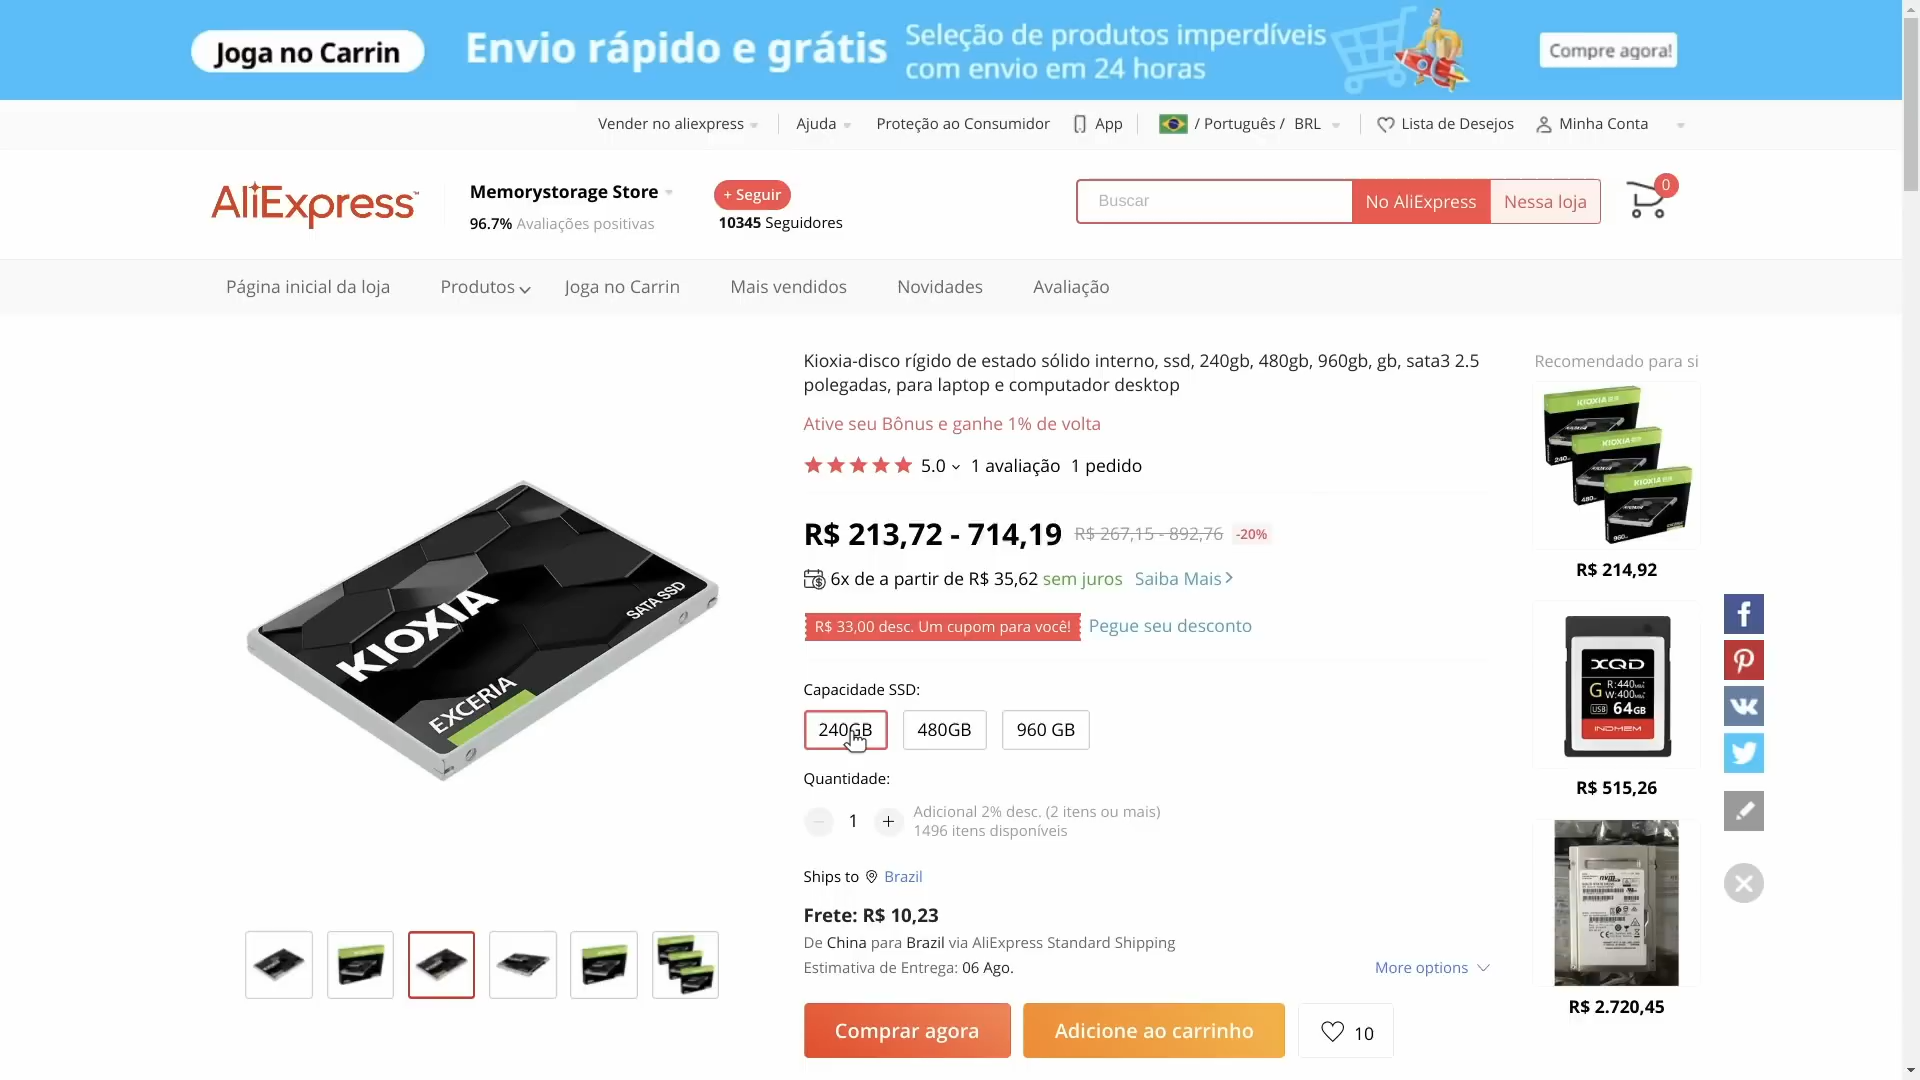 Joga no Carrin
Envio rápido e grátis
Seleção de produtos imperdíveis
com envio em 24 horas
Compre agora!
Vender no aliexpress
Ajuda
Proteção ao Consumidor
App
/ Português / BRL
Lista de Desejos
Minha Conta
AliExpress™
Memorystorage Store
96.7% Avaliações positivas
+ Seguir
10345 Seguidores
Buscar
No AliExpress
Nessa loja
0
Página inicial da loja
Produtos
Joga no Carrin
Mais vendidos
Novidades
Avaliação
KIOXIA
SATA SSD
EXCERIA
Kioxia-disco rígido de estado sólido interno, ssd, 240gb, 480gb, 960gb, gb, sata3 2.5
polegadas, para laptop e computador desktop
Ative seu Bônus e ganhe 1% de volta
5.0 1 avaliação 1 pedido
R$ 213,72 - 714,19 R$ 267,15 - 892,76 -20%
6x de a partir de R$ 35,62 sem juros Saiba Mais
R$ 33,00 desc. Um cupom para você! Pegue seu desconto
Capacidade SSD:
240GB
480GB
960 GB
Quantidade:
1
+
Adicional 2% desc. (2 itens ou mais)
1496 itens disponíveis
Ships to Brazil
Frete: R$ 10,23
De China para Brazil via AliExpress Standard Shipping
Estimativa de Entrega: 06 Ago.
More options
Comprar agora
Adicione ao carrinho
10
Recomendado para si
KIOXIA
KIOXIA
KIOXIA
R$ 214,92
XQD
G R:440 W:400
USB 64GB
INDMEM
R$ 515,26
nvm
R$ 2.720,45